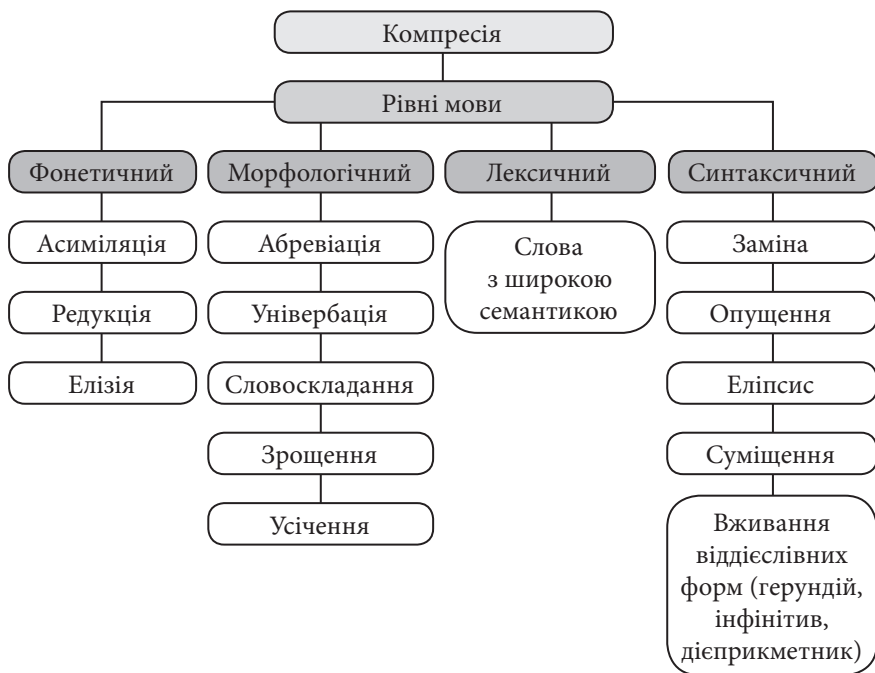 Компресія
Рівні мови
Фонетичний
Морфологічний
Лексичний
Синтаксичний
Асиміляція
Редукція
Елізія
Абревіація
Універбація
Словоскладання
Зрощення
Усічення
Слова
з широкою
семантикою
Заміна
Опущення
Еліпсис
Суміщення
Вживання
віддієслівних
форм (герундій,
інфінітив,
дієприкметник)